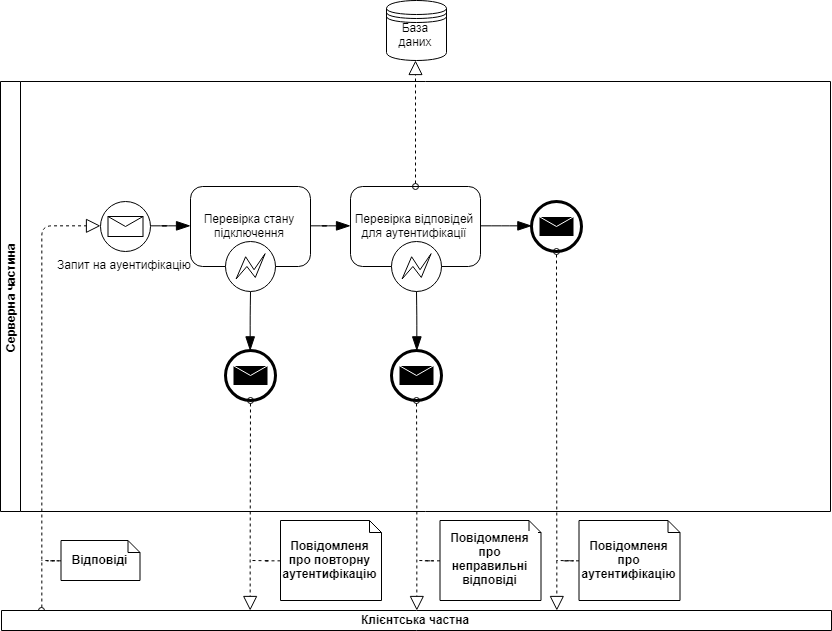 База
даних
Серверна частина
Перевірка стану
підключення
Перевірка відповідей
для аутентифікації
Запит на ауентифікацію
Відповіді
Повідомленя
про повторну
аутентифікацію
Повідомленя
про
неправильні
відповіді
Повідомленя
про
аутентифікацію
Клієнтська частна